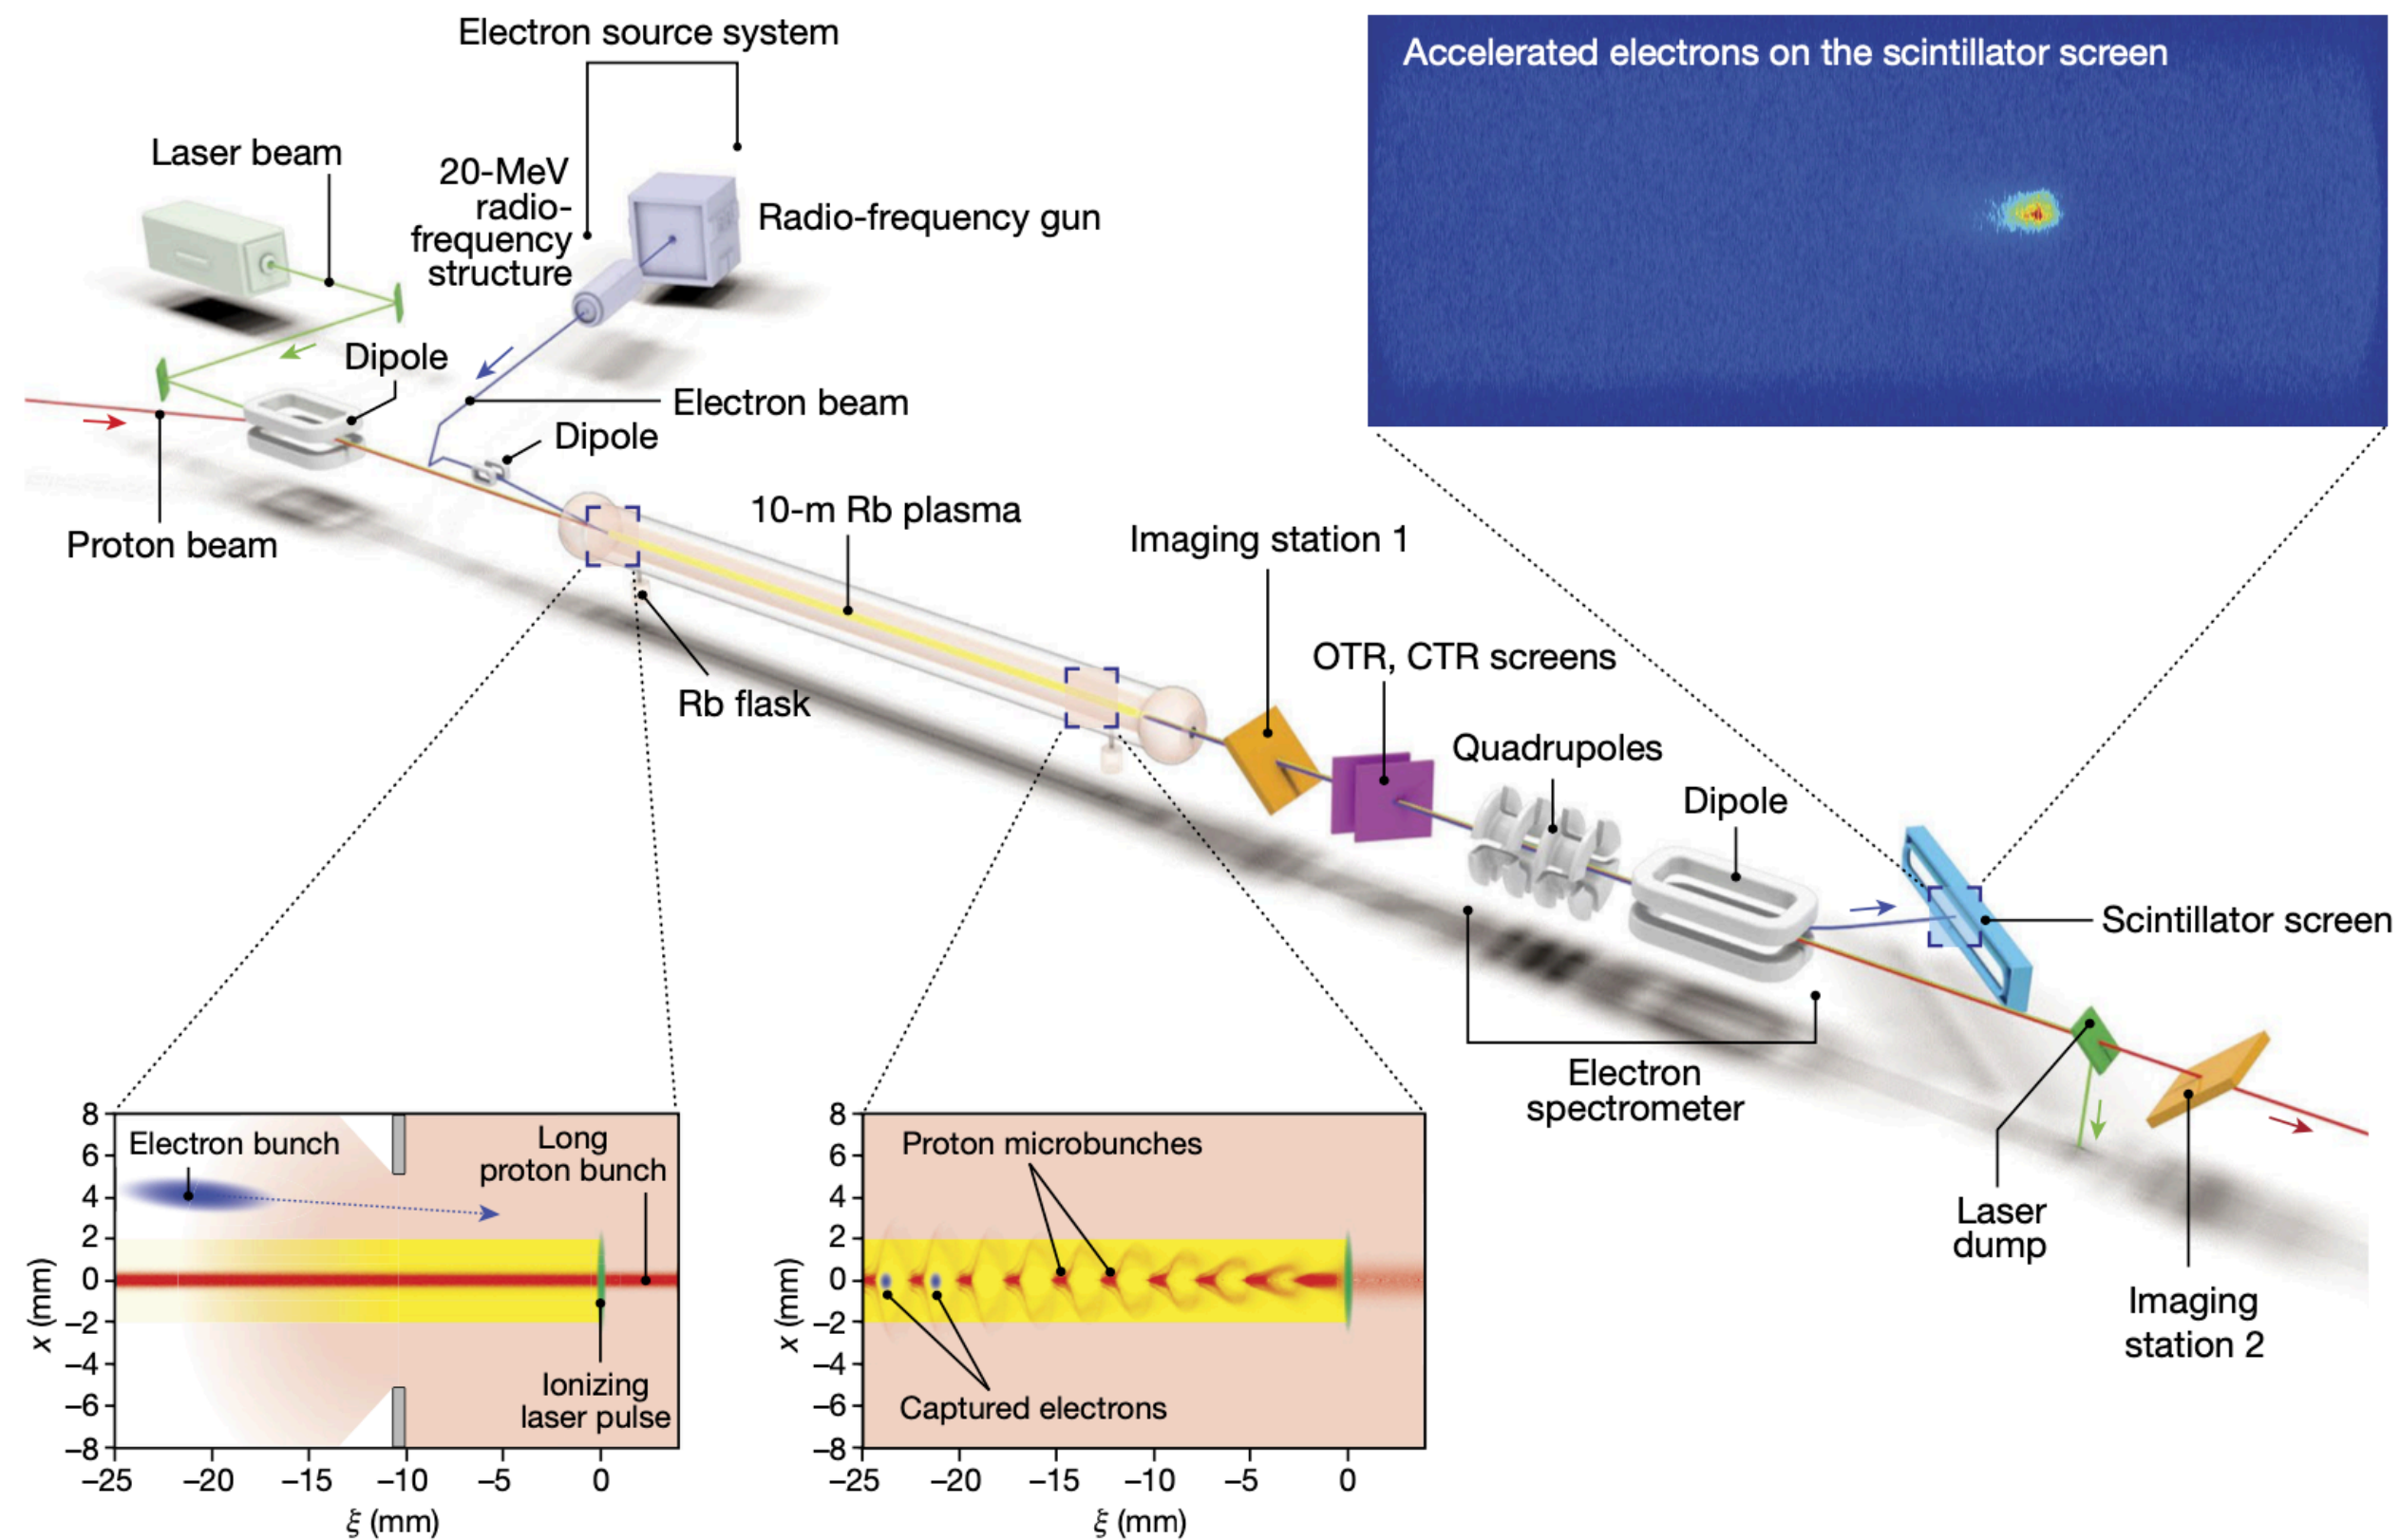 Electron source system
Accelerated electrons on the scintillator screen
Laser beam
20-MeV
radio-
frequency
structure
Radio-frequency gun
Dipole
Electron beam
Dipole
Proton beam
10-m Rb plasma
Imaging station 1
Rb flask
OTR, CTR screens
Quadrupoles
Dipole
Scintillator screen
Electron
spectrometer
Laser
dump
Imaging
station 2
8
6
4
2
0
–2
–4
–6
–8
x (mm)
Electron bunch
Long
proton bunch
Ionizing
laser pulse
–25
–20
–15
–10
–5
0
ξ (mm)
8
6
4
2
0
–2
–4
–6
–8
x (mm)
Proton microbunches
Captured electrons
–25
–20
–15
–10
–5
0
ξ (mm)